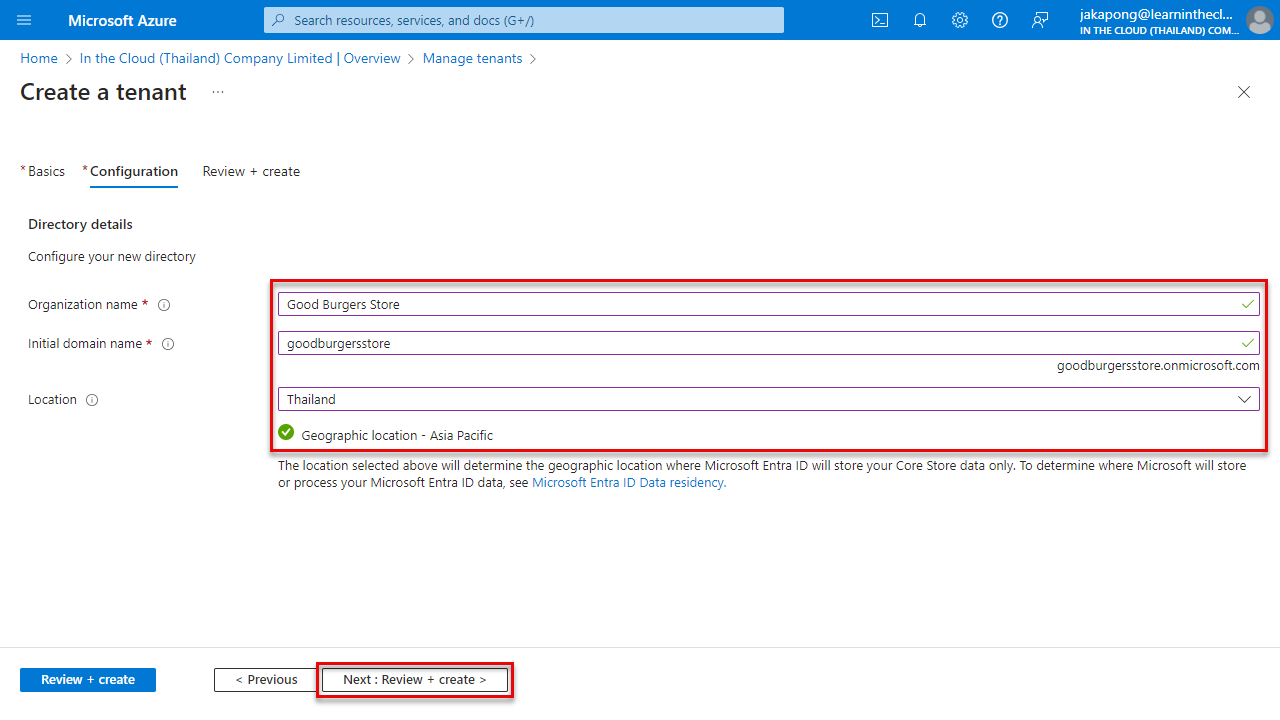 Microsoft Azure
Search resources, services, and docs (G+/)
jakapong@learninthecl...
IN THE CLOUD (THAILAND) COM...
Home > In the Cloud (Thailand) Company Limited | Overview > Manage tenants >
Create a tenant ...
* Basics * Configuration Review + create
Directory details
Configure your new directory
Organization name * Good Burgers Store
Initial domain name * goodburgersstore
goodburgersstore.onmicrosoft.com
Location Thailand
Geographic location - Asia Pacific
The location selected above will determine the geographic location where Microsoft Entra ID will store your Core Store data only. To determine where Microsoft will store
or process your Microsoft Entra ID data, see Microsoft Entra ID Data residency.
Review + create < Previous Next : Review + create >